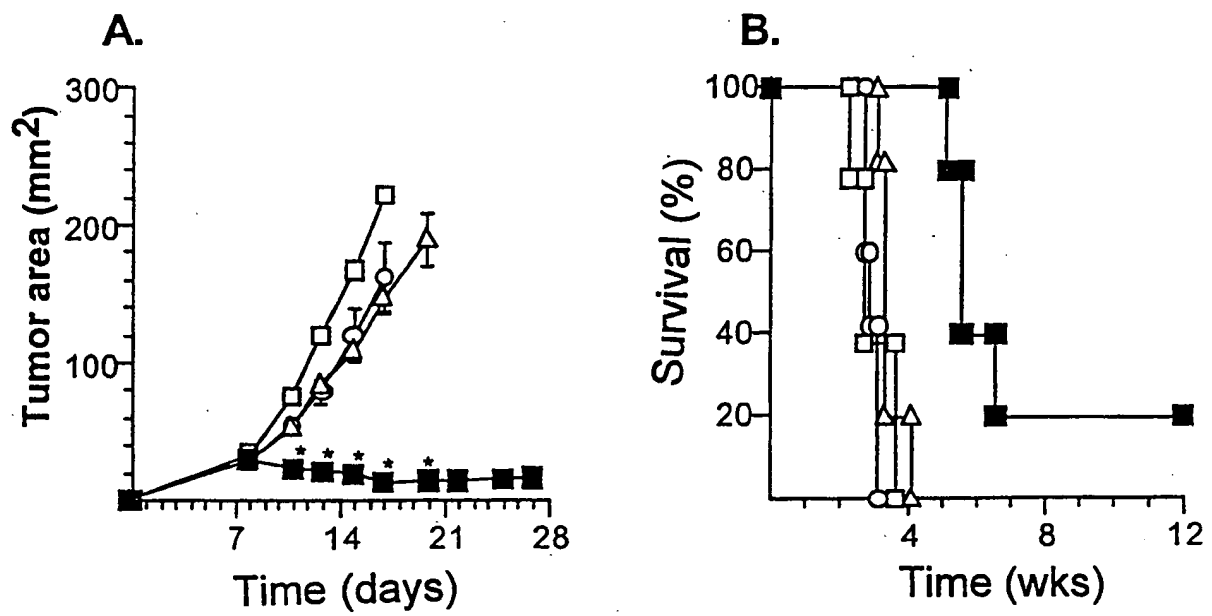 A.
Tumor area (mm2)
300
200
100
* * * * *
7 14 21 28
Time (days)
B.
Survival (%)
100
80
60
40
20
4 8 12
Time (wks)